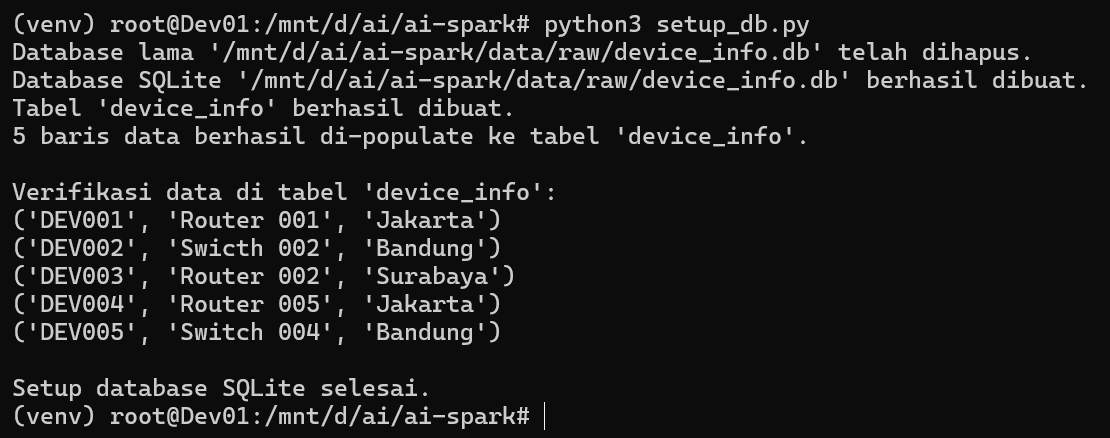 (venv) root@Dev01:/mnt/d/ai/ai-spark# python3 setup_db.py
Database lama '/mnt/d/ai/ai-spark/data/raw/device_info.db' telah dihapus.
Database SQLite '/mnt/d/ai/ai-spark/data/raw/device_info.db' berhasil dibuat.
Tabel 'device_info' berhasil dibuat.
5 baris data berhasil di-populate ke tabel 'device_info'.
Verifikasi data di tabel 'device_info':
('DEV001', 'Router 001', 'Jakarta')
('DEV002', 'Swicth 002', 'Bandung')
('DEV003', 'Router 002', 'Surabaya')
('DEV004', 'Router 005', 'Jakarta')
('DEV005', 'Switch 004', 'Bandung')
Setup database SQLite selesai.
(venv) root@Dev01:/mnt/d/ai/ai-spark#